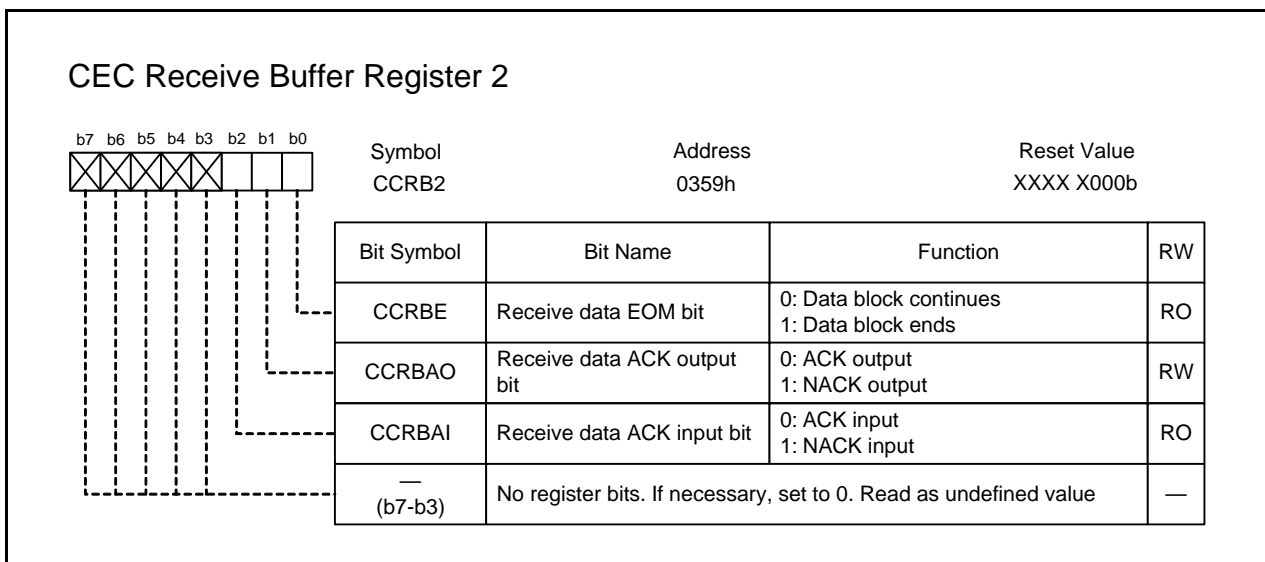 CEC Receive Buffer Register 2
b7 b6 b5 b4 b3 b2 b1 b0
Symbol Address Reset Value
CCRB2 0359h XXXX X000b
Bit Symbol Bit Name Function RW
CCRBE Receive data EOM bit 0: Data block continues
1: Data block ends RO
CCRBAO Receive data ACK output
bit 0: ACK output
1: NACK output RW
CCRBAI Receive data ACK input bit 0: ACK input
1: NACK input RO
—
(b7-b3) No register bits. If necessary, set to 0. Read as undefined value —